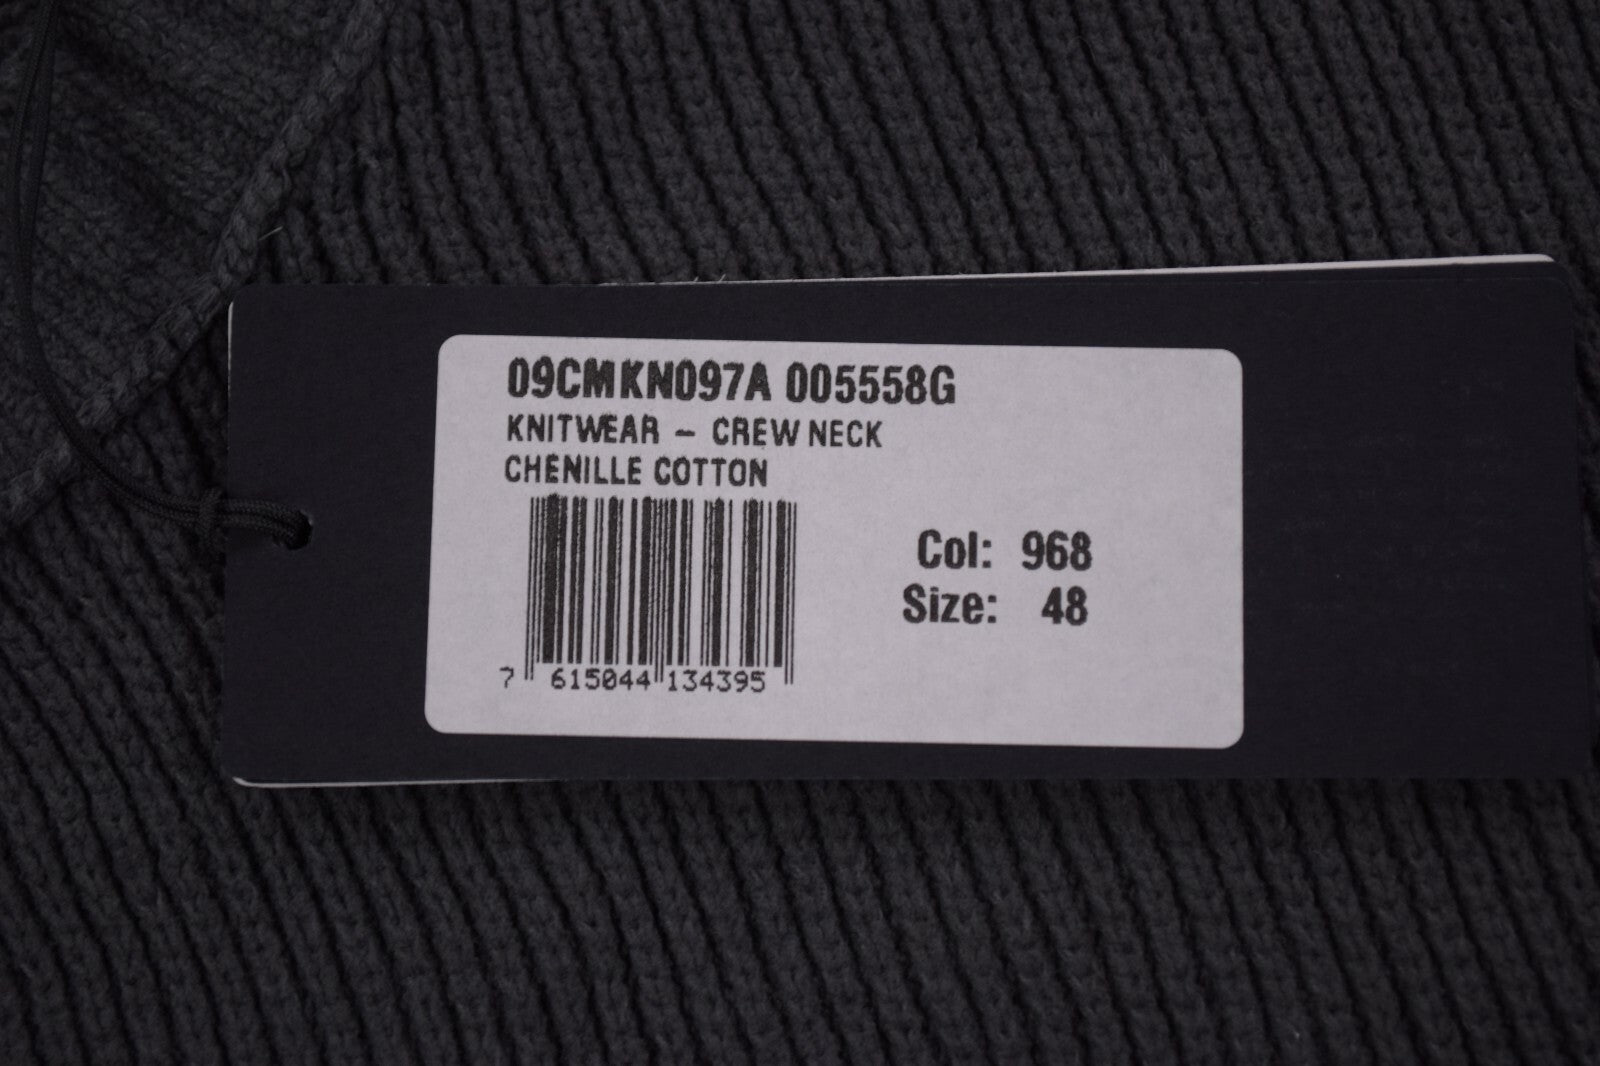 09CMKN097A 005558G
KNITWEAR – CREW NECK
CHENILLE COTTON
Col: 968
Size: 48
7 615044 134395